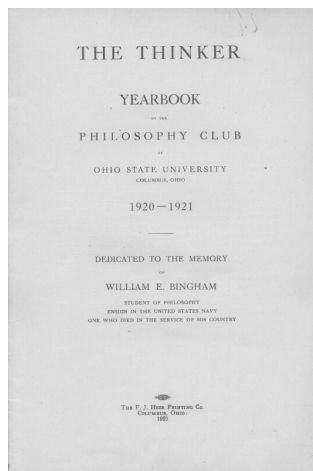 THE THINKER
YEARBOOK
OF THE
PHILOSOPHY CLUB
OF
OHIO STATE UNIVERSITY
COLUMBUS, OHIO
1920—1921
DEDICATED TO THE MEMORY
OF
WILLIAM E. BINGHAM
STUDENT OF PHILOSOPHY
ENSIGN IN THE UNITED STATES NAVY
ONE WHO DIED IN THE SERVICE OF HIS COUNTRY
THE F. J. HEER PRINTING CO.
COLUMBUS, OHIO:
1921